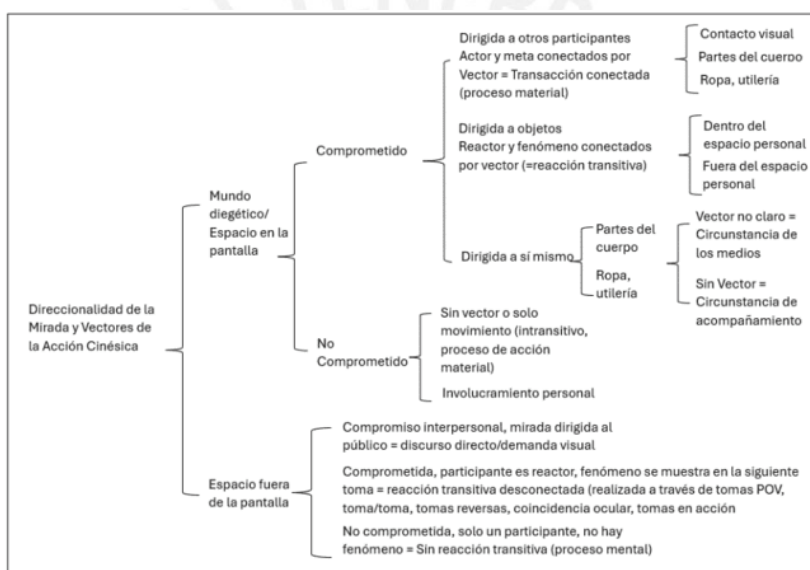 Direccionalidad de la
Mirada y Vectores de
la Acción Cinésica
Mundo
diegético/
Espacio en la
pantalla
Comprometido
Dirigida a otros participantes
Actor y meta conectados por
Vector = Transacción conectada
(proceso material)
Contacto visual
Partes del cuerpo
Ropa, utilería
Dirigida a objetos
Reactor y fenómeno conectados
por vector (=reacción transitiva)
Dentro del
espacio personal
Fuera del espacio
personal
Dirigida a sí mismo
Partes del
cuerpo
Ropa,
utilería
Vector no claro =
Circunstancia de
los medios
Sin Vector =
Circunstancia de
acompañamiento
No
Comprometido
Sin vector o solo
movimiento (intransitivo,
proceso de acción
material)
Involucramiento personal
Espacio fuera
de la pantalla
Compromiso interpersonal, mirada dirigida al
público = discurso directo/demanda visual
Comprometida, participante es reactor, fenómeno se muestra en la siguiente
toma = reacción transitiva desconectada (realizada a través de tomas POV,
toma/toma, tomas reversas, coincidencia ocular, tomas en acción
No comprometida, solo un participante, no hay
fenómeno = Sin reacción transitiva (proceso mental)